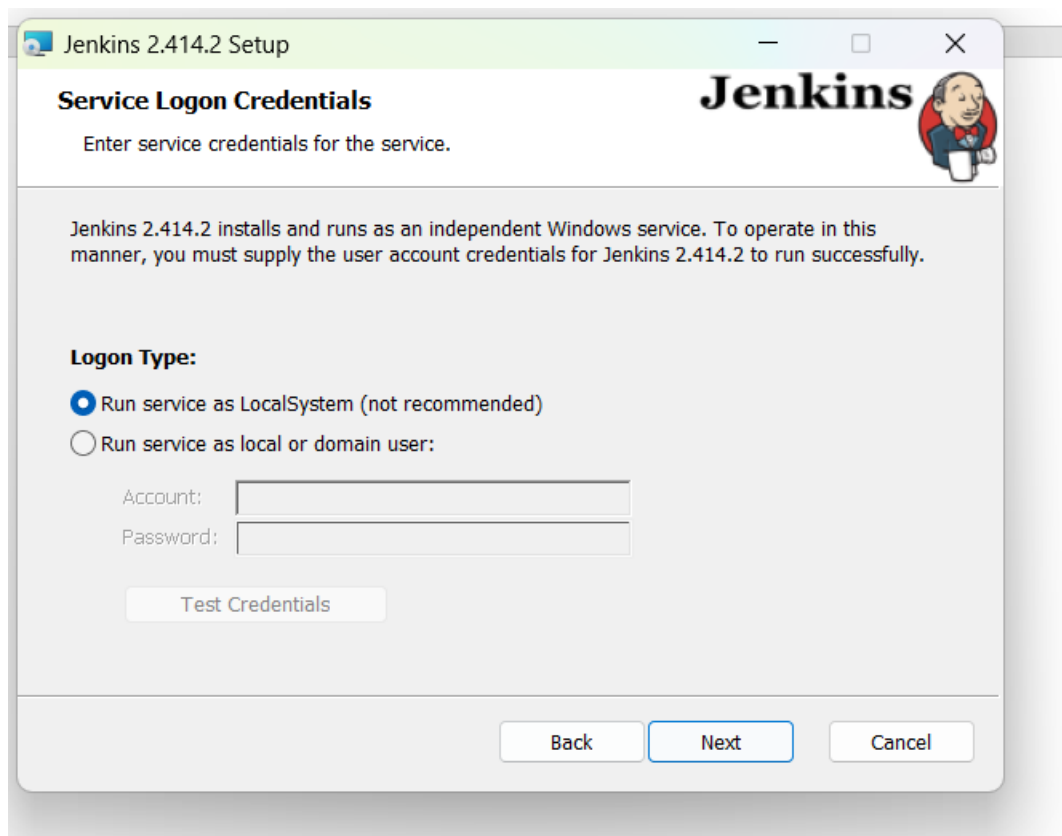 Jenkins 2.414.2 Setup
Service Logon Credentials
Jenkins
Enter service credentials for the service.
Jenkins 2.414.2 installs and runs as an independent Windows service. To operate in this
manner, you must supply the user account credentials for Jenkins 2.414.2 to run successfully.
Logon Type:
Run service as LocalSystem (not recommended)
Run service as local or domain user:
Account:
Password:
Test Credentials
Back Next Cancel